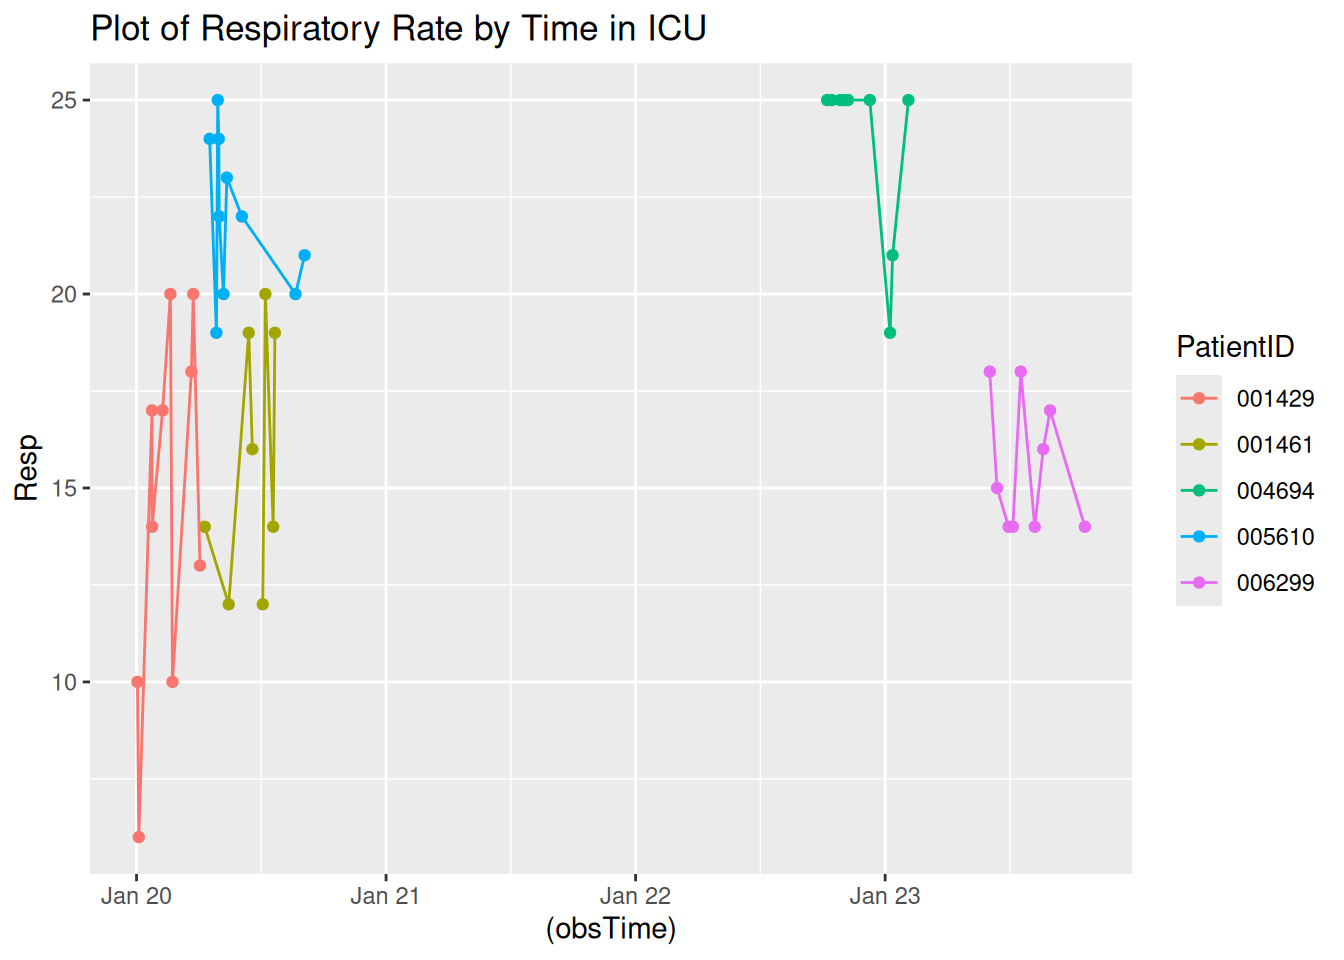 Plot of Respiratory Rate by Time in ICU
25
20
15
10
Resp
Jan 20
Jan 21
Jan 22
Jan 23
(obsTime)
PatientID
001429
001461
004694
005610
006299